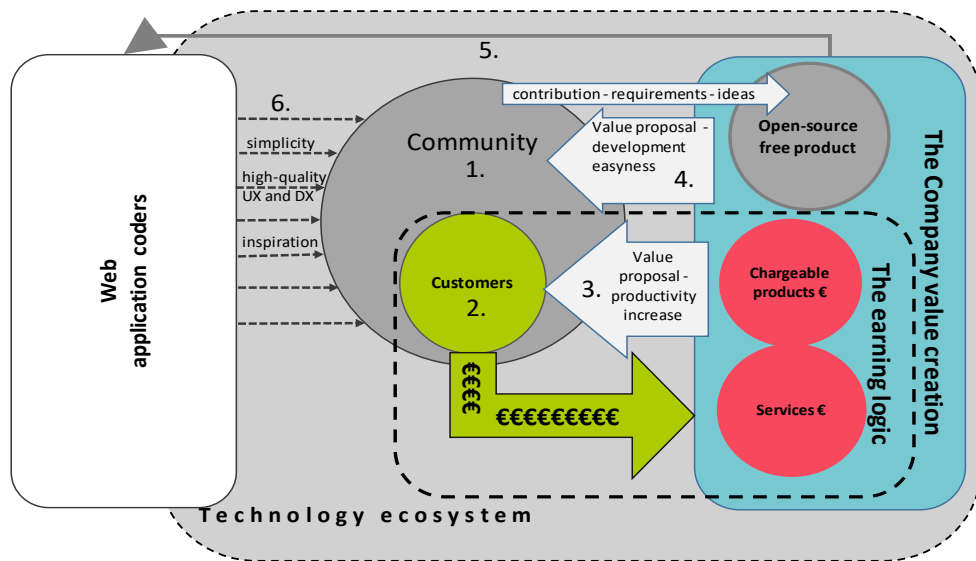 5.
6.
contribution - requirements - ideas
simplicity
high-quality
UX and DX
inspiration
Web
application coders
Community
1.
Value proposal -
development
easyness
4.
Open-source
free product
Customers
2.
3.
Value
proposal -
productivity
increase
Chargeable
products €
Services €
The earning logic
The Company value creation
€€€€
€€€€€€€€€
Technology ecosystem